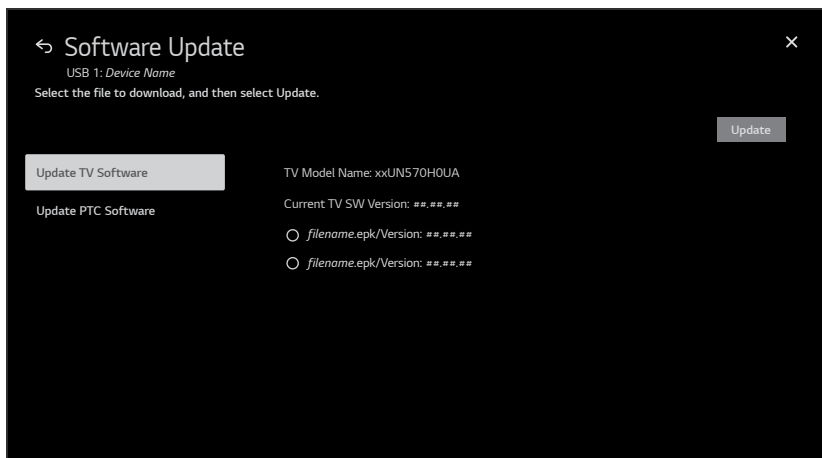 Software Update
USB 1: Device Name
Select the file to download, and then select Update.
Update
Update TV Software
TV Model Name: xxUN570H0UA
Update PTC Software
Current TV SW Version: ##.##.##
filename.epk/Version: ##.##.##
filename.epk/Version: ##.##.##